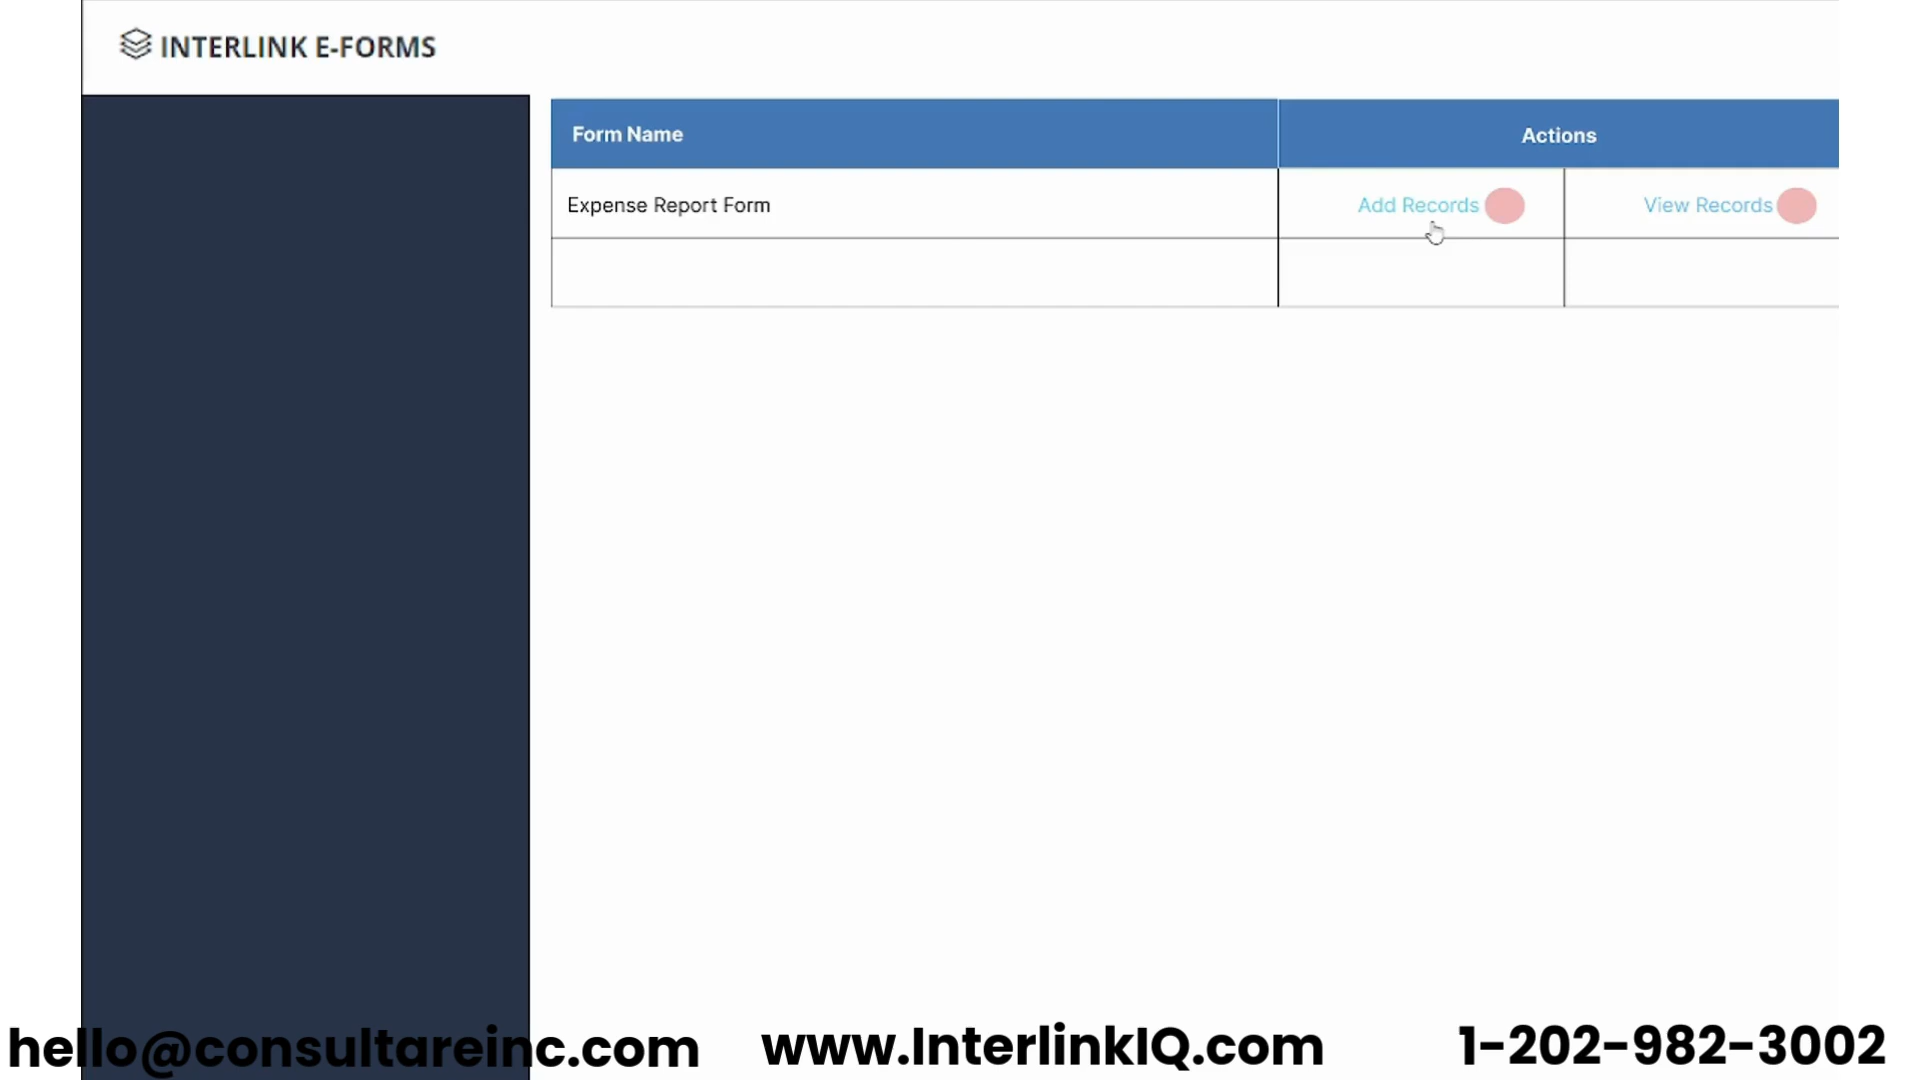 INTERLINK E-FORMS
Form Name
Actions
Expense Report Form
Add Records
View Records
hello@consultareinc.com
www.InterlinkIQ.com
1-202-982-3002